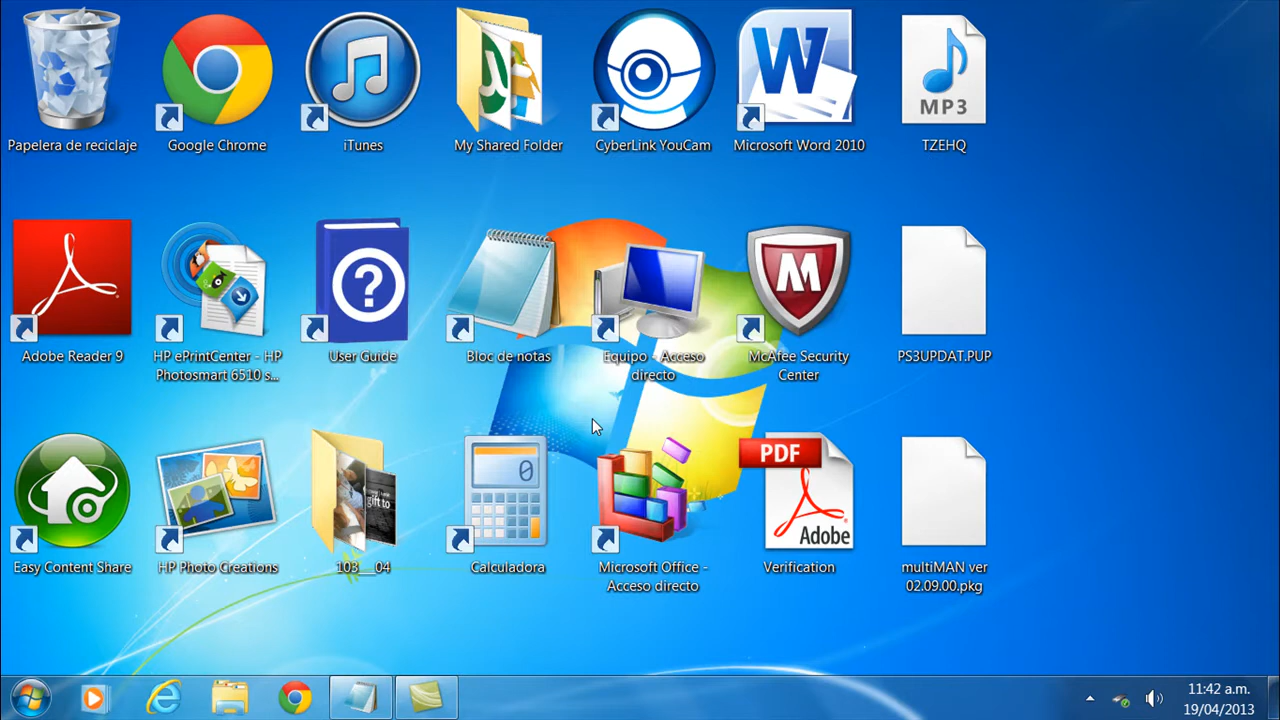 Papelera de reciclaje
Google Chrome
iTunes
My Shared Folder
CyberLink YouCam
W
Microsoft Word 2010
MP3
TZEHQ
Adobe Reader 9
HP ePrintCenter - HP
Photosmart 6510 s...
?
User Guide
Bloc de notas
Equipo - Acceso
directo
M
McAfee Security
Center
PS3UPDAT.PUP
Easy Content Share
HP Photo Creations
gift to
103__04
0
Calculadora
Microsoft Office -
Acceso directo
PDF
Adobe
Verification
multiMAN ver
02.09.00.pkg
11:42 a.m.
19/04/2013